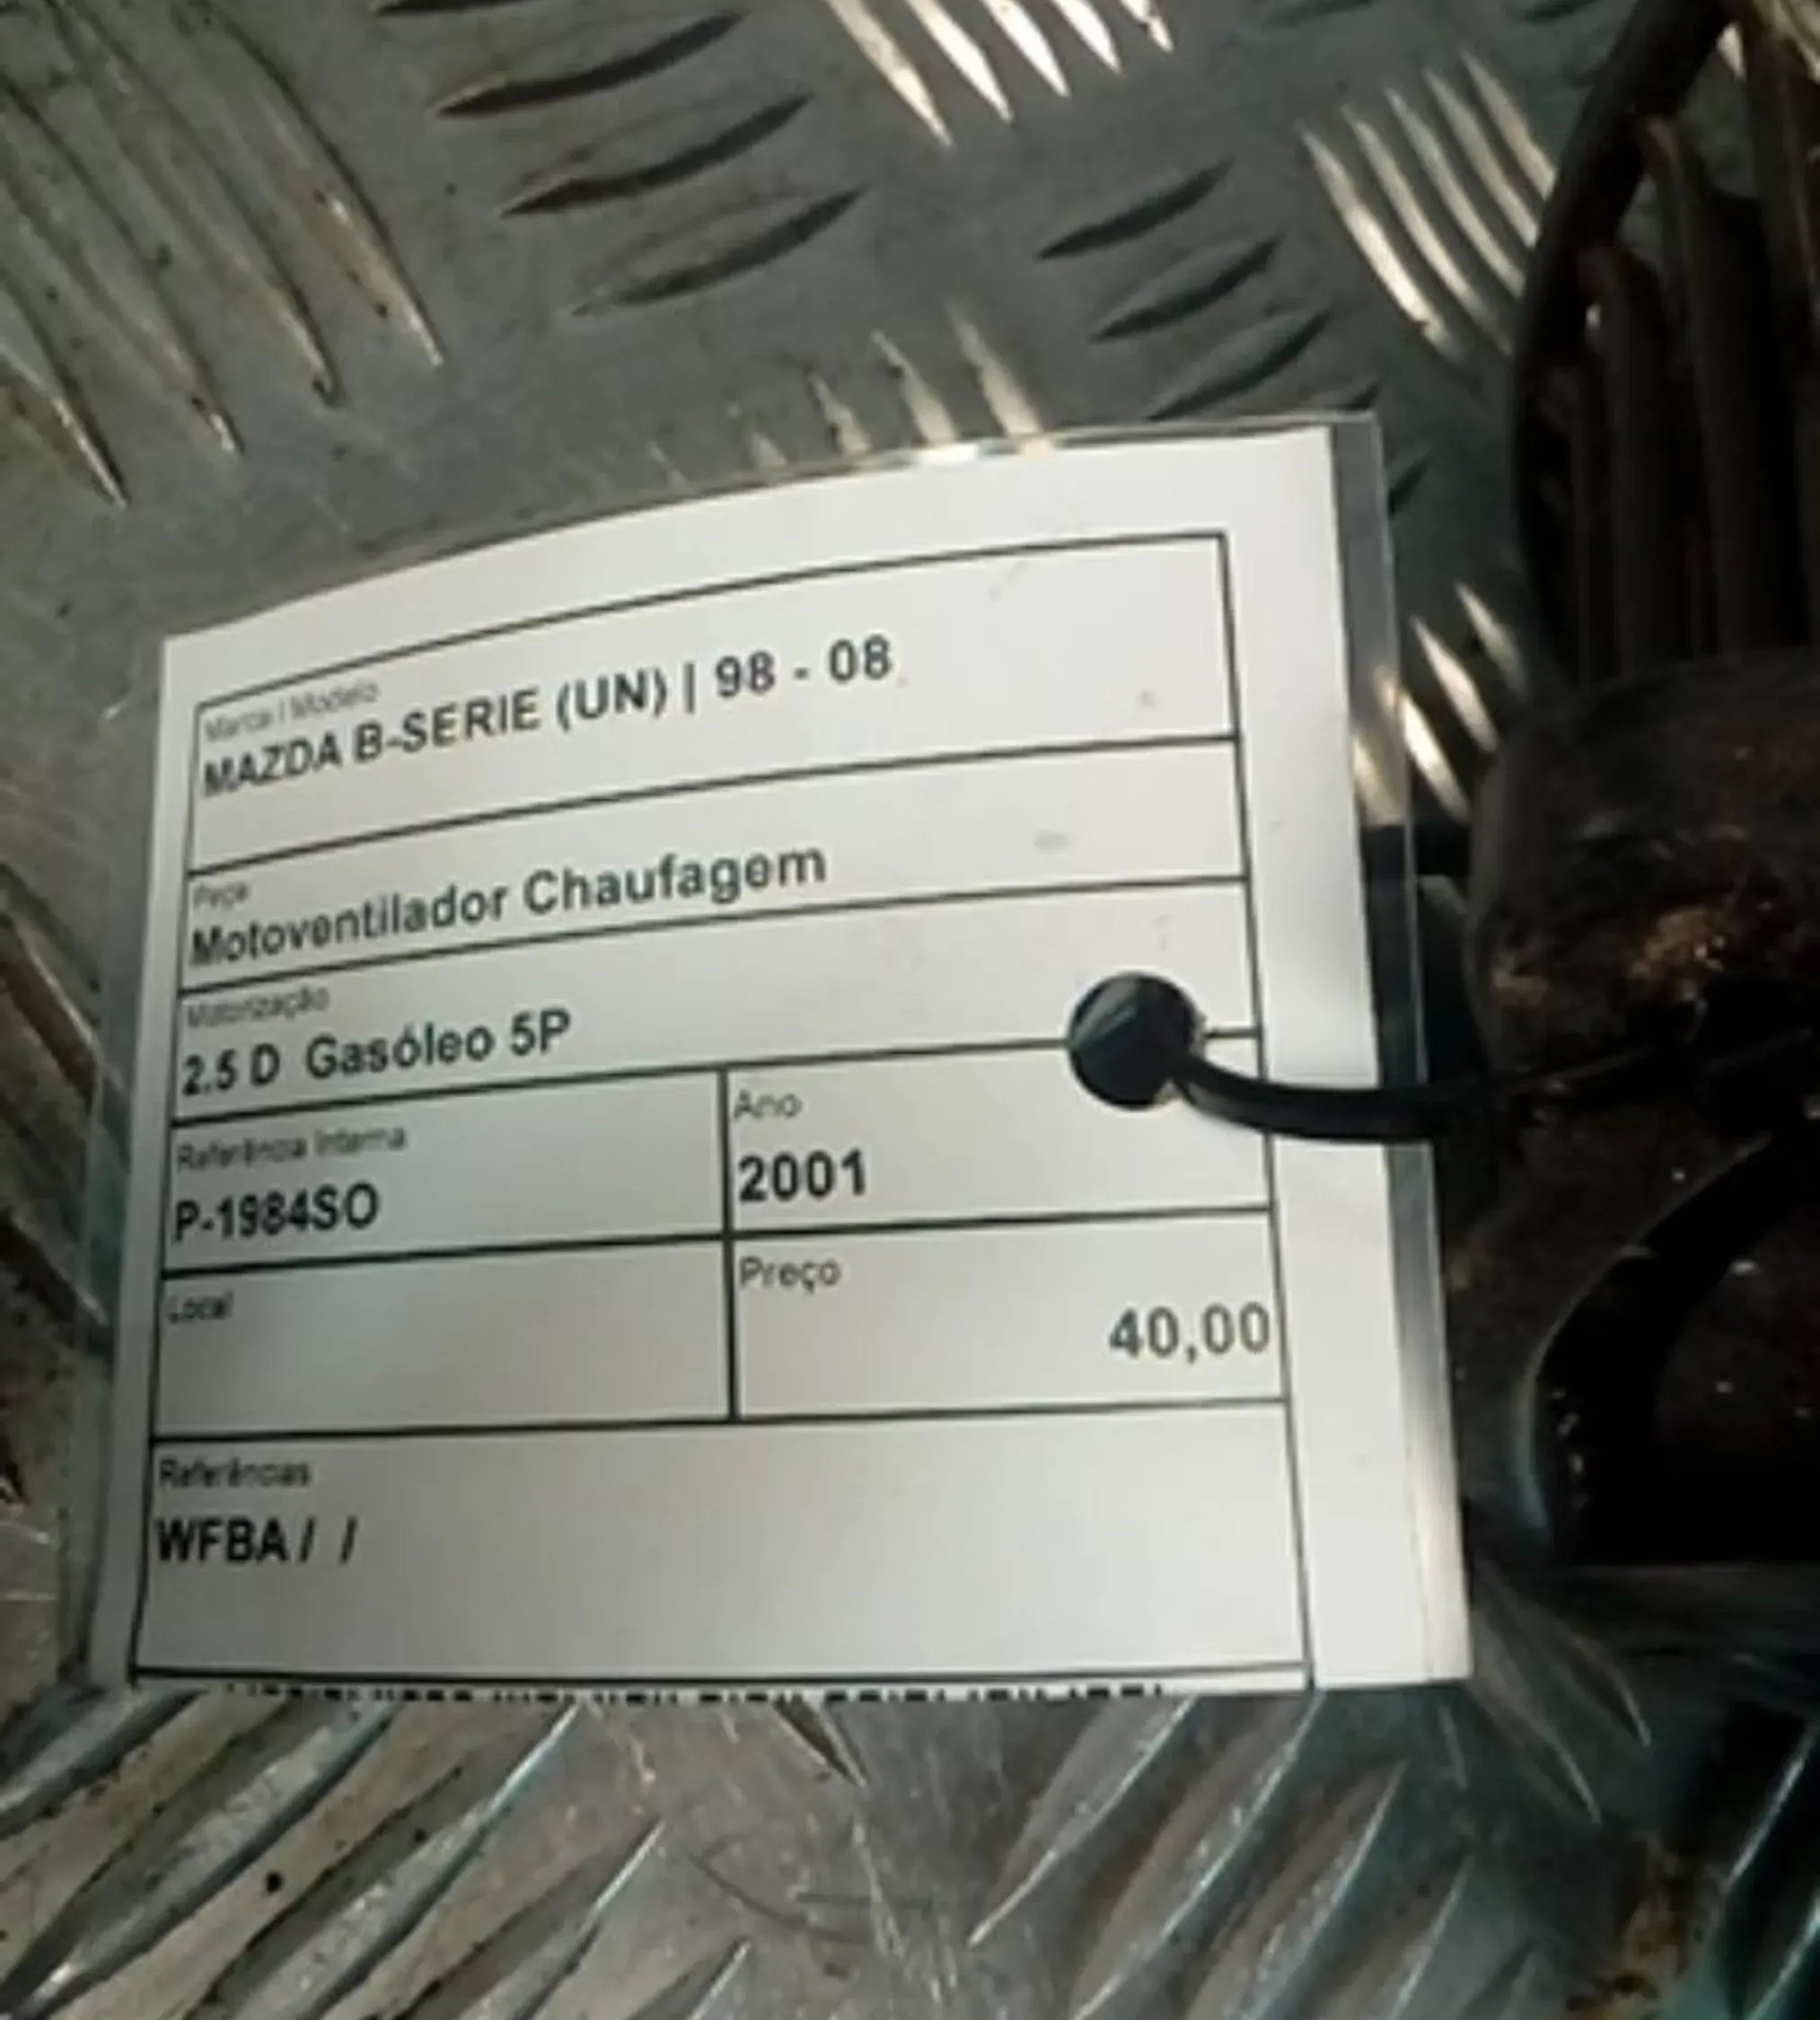 Marca | Modelo
MAZDA B-SERIE (UN) | 98 - 08
Peça
Motoventilador Chaufagem
Motorização
2.5 D Gasóleo 5P
Referência Interna
P-1984SO
Ano
2001
Local
Preço
40,00
Referências
WFBA / /